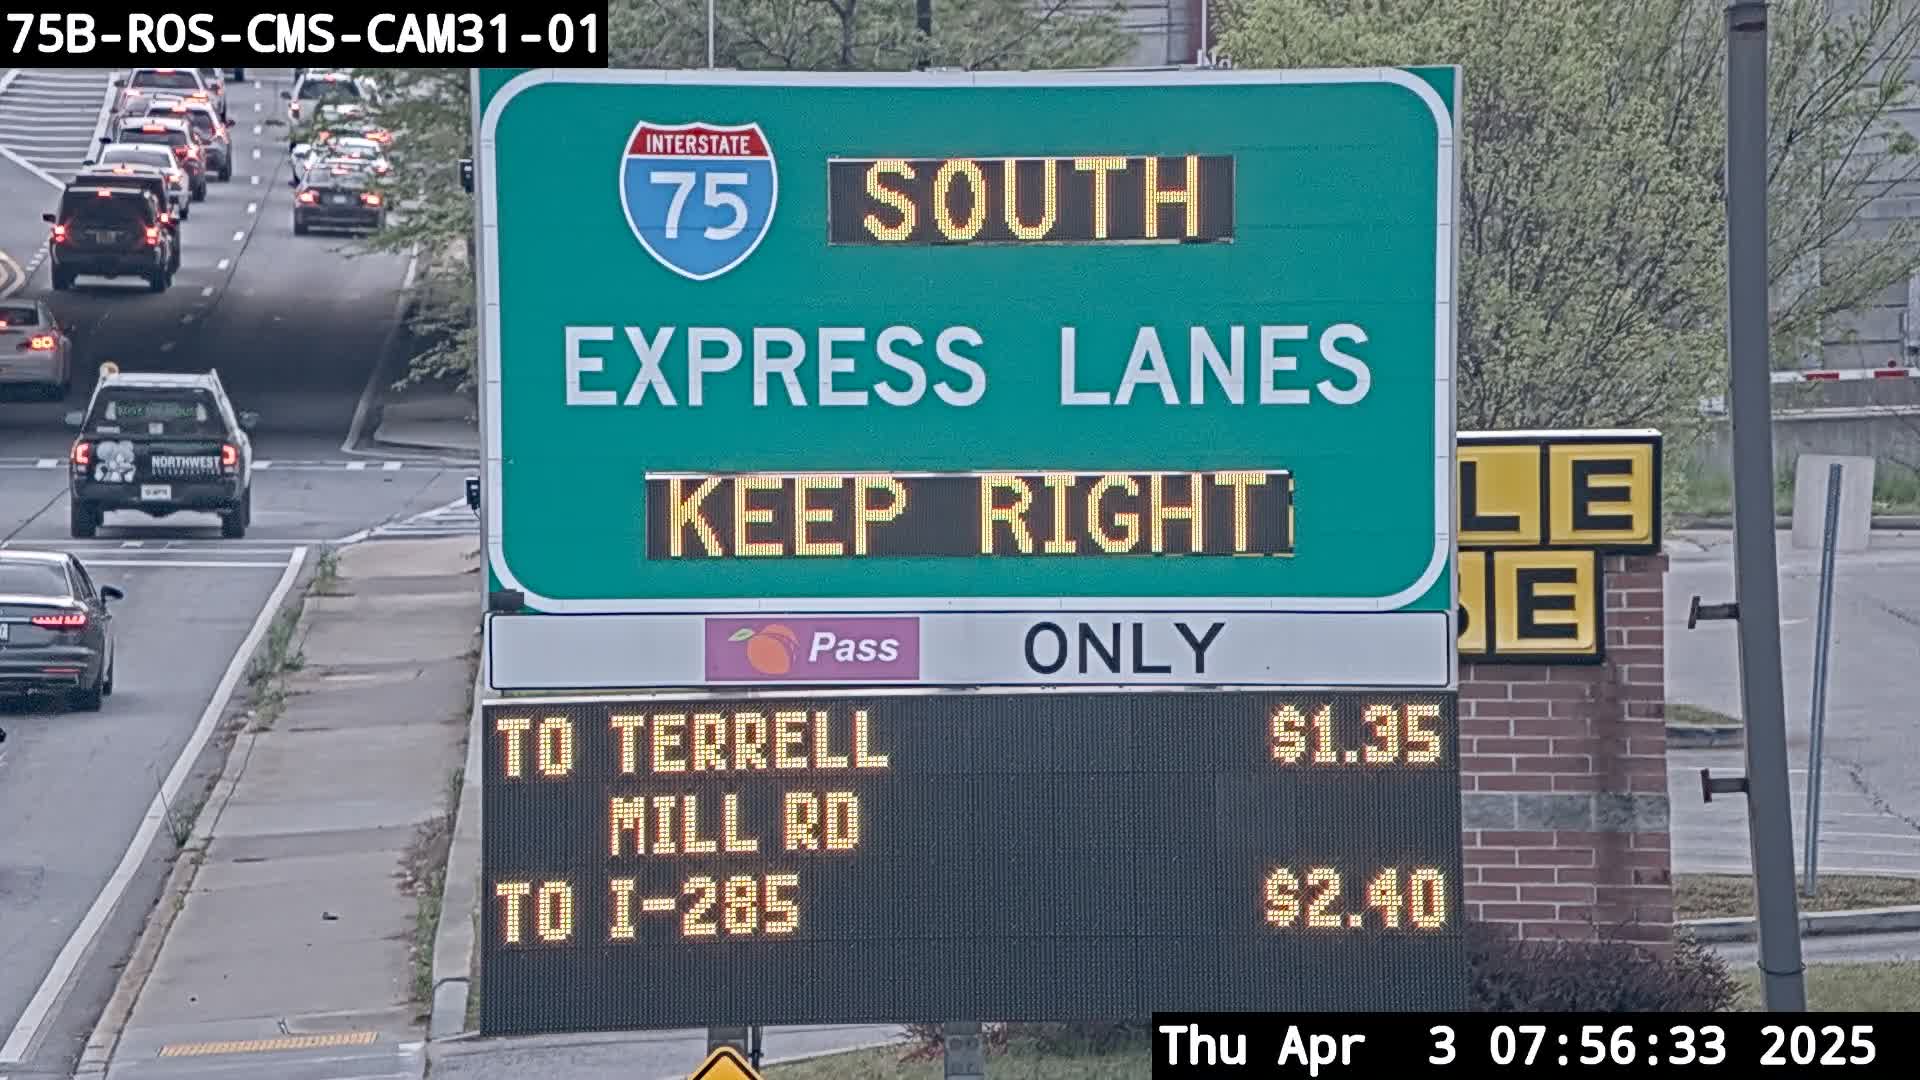 75B-ROS-CMS-CAM31-01
INTERSTATE
75
SOUTH
EXPRESS LANES
KEEP RIGHT
Pass ONLY
TO TERRELL $1.35
MILL RD
TO I-285 $2.40
LE
E
NORTHWEST
Thu Apr 3 07:56:33 2025